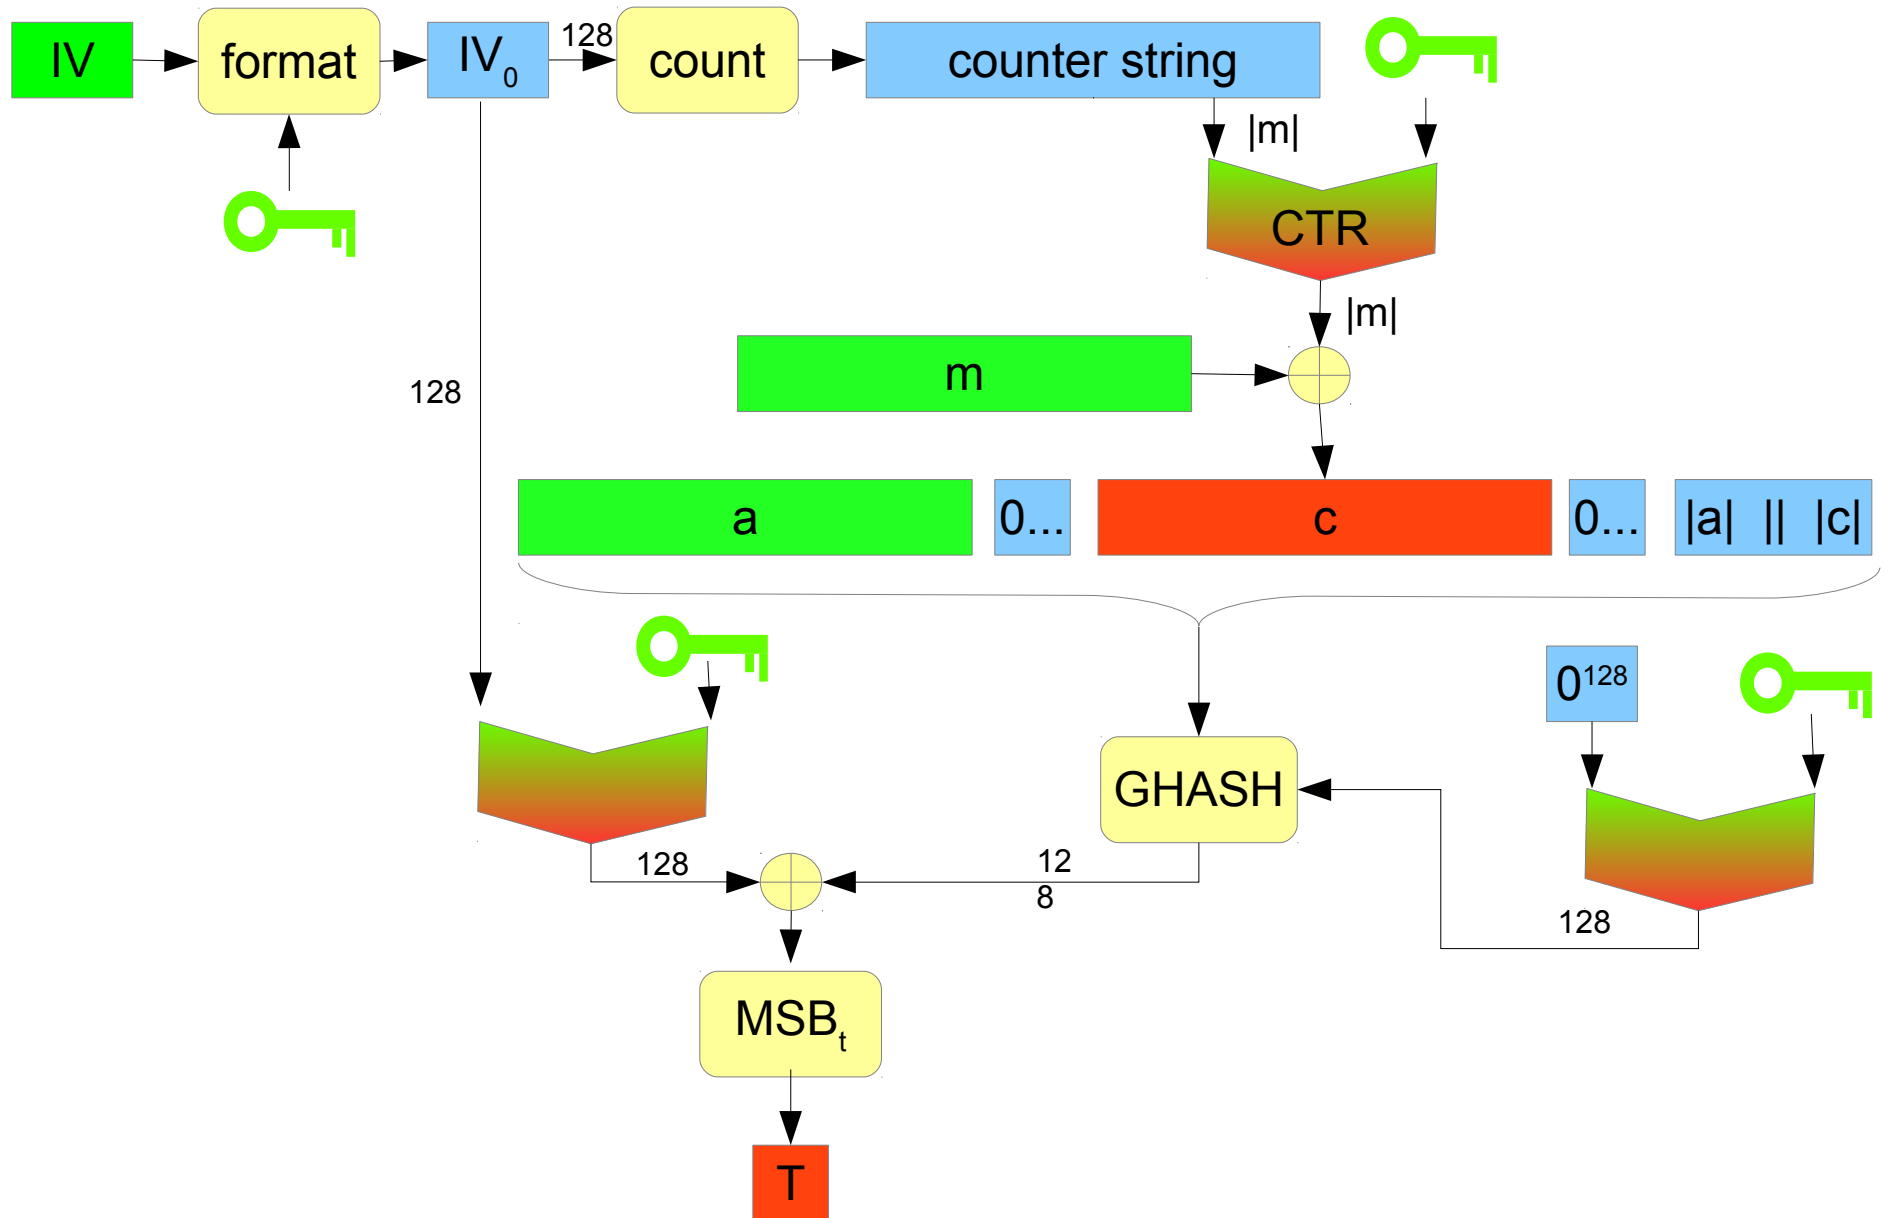 IV
format
IV₀
128
count
counter string
|m|
CTR
|m|
m
128
a
0...
c
0...
|a| || |c|
0¹²⁸
GHASH
128
12
8
128
MSBₜ
T